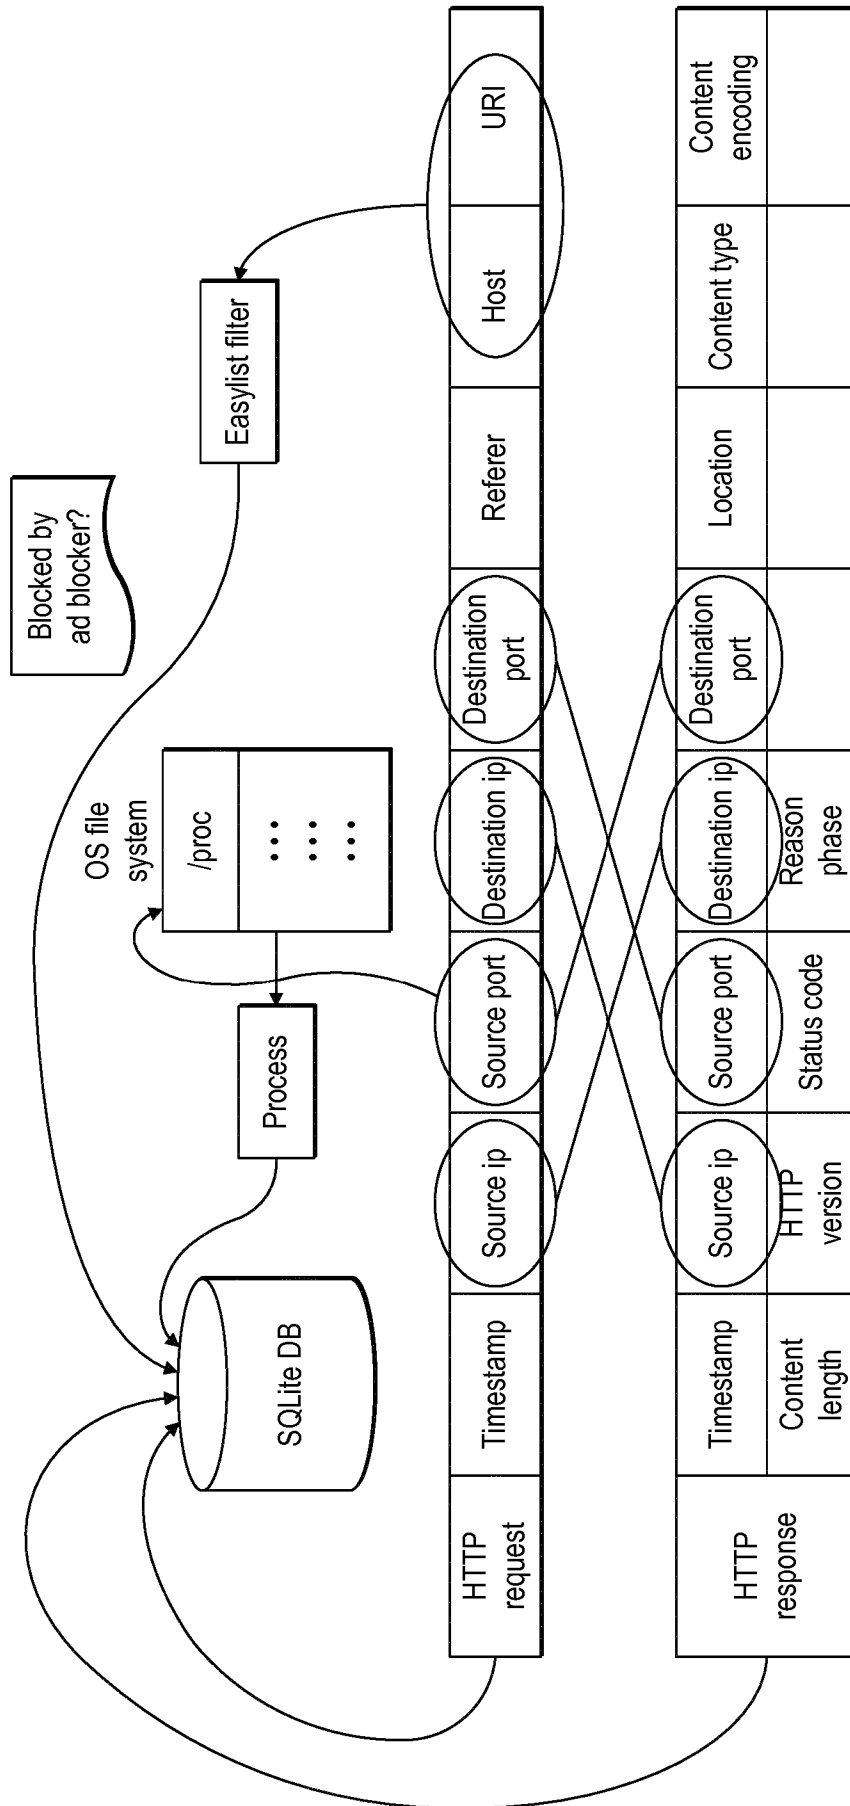 Blocked by
ad blocker?
OS file
system
/proc
...
...
...
Easylist filter
Process
SQLite DB
HTTP
request
Timestamp
Source ip
Source port
Destination ip
Destination
port
Referer
Host
URI
HTTP
response
Timestamp
Source ip
Source port
Destination ip
Destination
port
Location
Content type
Content
encoding
Content
length
HTTP
version
Status code
Reason
phase